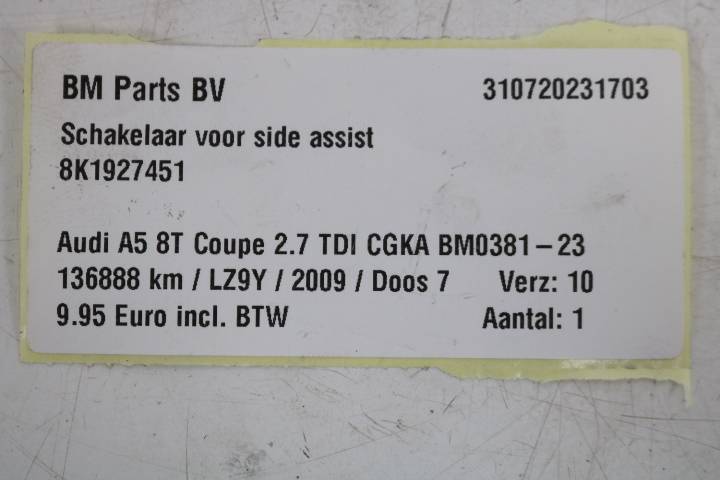 BM Parts BV 310720231703
Schakelaar voor side assist
8K1927451
Audi A5 8T Coupe 2.7 TDI CGKA BM0381-23
136888 km / LZ9Y / 2009 / Doos 7 Verz: 10
9.95 Euro incl. BTW Aantal: 1